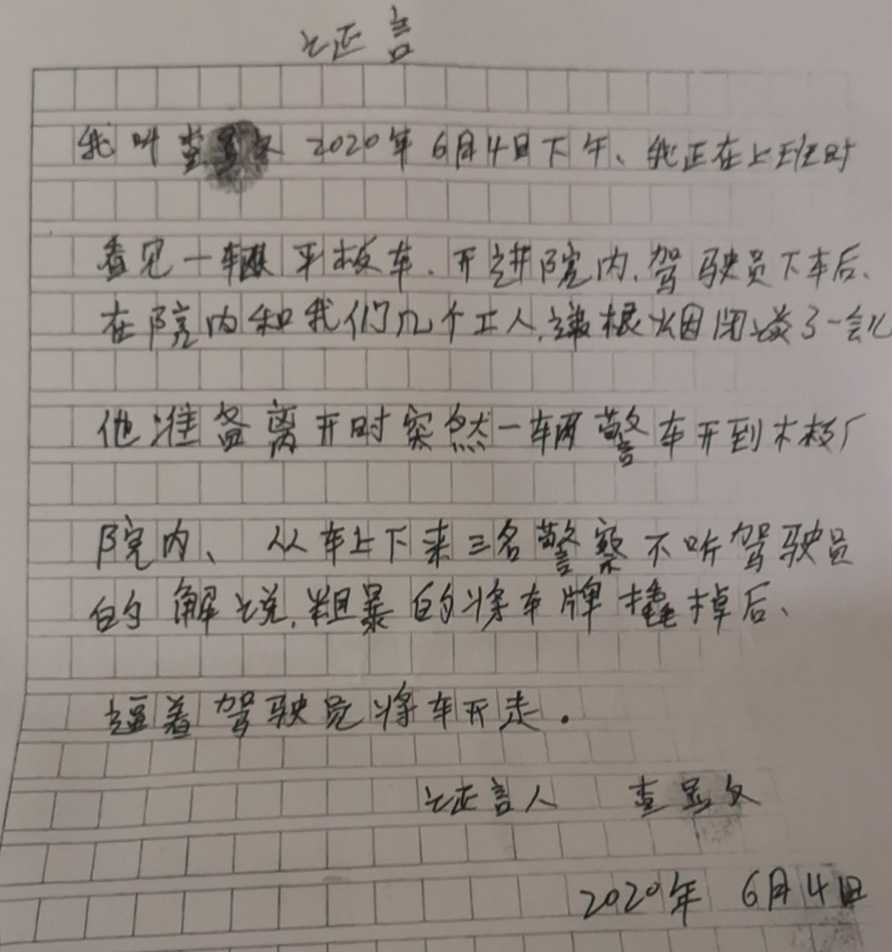 证言
我叫查显文 2020年6月4日下午、我正在上班时
看见一辆平板车.开进院内.驾驶员下车后.
在院内和我们几个工人.递根烟闲谈了一会儿
他准备离开时突然一辆警车开到木板厂
院内、从车上下来三名警察不听驾驶员
的解说.粗暴的将车牌撬掉后、
逼着驾驶员将车开走.
证言人 查显文
2020年 6月4日